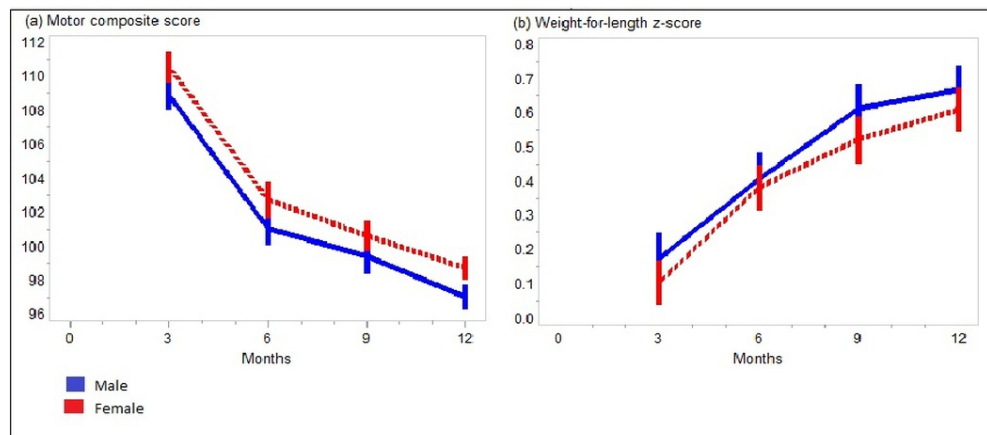 (a) Motor composite score
112
110
108
106
104
102
100
98
96
0 3 6 9 12
Months
(b) Weight-for-length z-score
0.8
0.7
0.6
0.5
0.4
0.3
0.2
0.1
0.0
0 3 6 9 12
Months
Male
Female